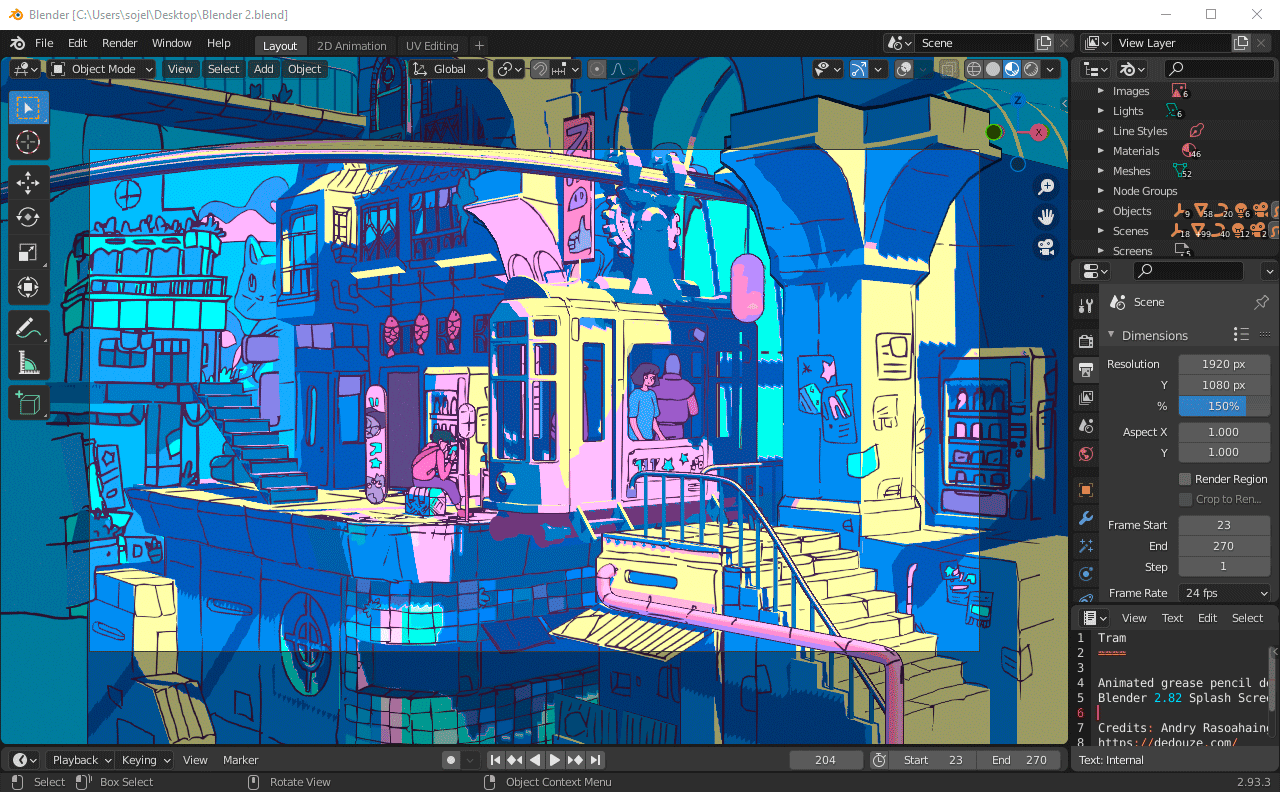 Blender [C:\Users\sojel\Desktop\Blender 2.blend]
File Edit Render Window Help Layout 2D Animation UV Editing + Scene View Layer
Object Mode View Select Add Object Global
Z
X
Images 6
Lights 6
Line Styles
Materials 46
Meshes 52
Node Groups
Objects 9 58 20 6
Scenes 18 99 40 12 2
Screens 5
Scene
Dimensions
Resolution 1920 px
Y 1080 px
% 150%
Aspect X 1.000
Y 1.000
Render Region
Crop to Ren...
Frame Start 23
End 270
Step 1
Frame Rate 24 fps
View Text Edit Select
1 Tram
2 ====
3
4 Animated grease pencil de
5 Blender 2.82 Splash Scre
6
7 Credits: Andry Rasoahaing
8 https://dedouze.com/
Text: Internal
D
Playback Keying View Marker 204 Start 23 End 270
Select Box Select Rotate View Object Context Menu 2.93.3